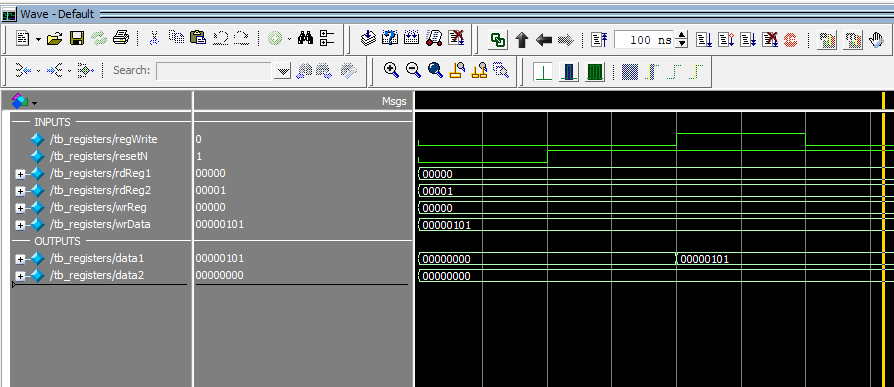 Wave - Default
100 ns
Search:
Msgs
INPUTS
/tb_registers/regWrite 0
/tb_registers/resetN 1
/tb_registers/rdReg1 00000 00000
/tb_registers/rdReg2 00001 00001
/tb_registers/wrReg 00000 00000
/tb_registers/wrData 00000101 00000101
OUTPUTS
/tb_registers/data1 00000101 00000000 00000101
/tb_registers/data2 00000000 00000000